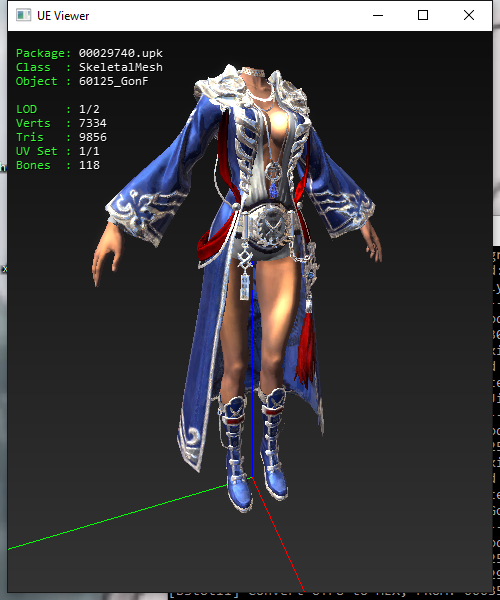 UE Viewer
Package: 00029740.upk
Class : SkeletalMesh
Object : 60125_GonF
LOD : 1/2
Verts : 7334
Tris : 9856
UV Set : 1/1
Bones : 118